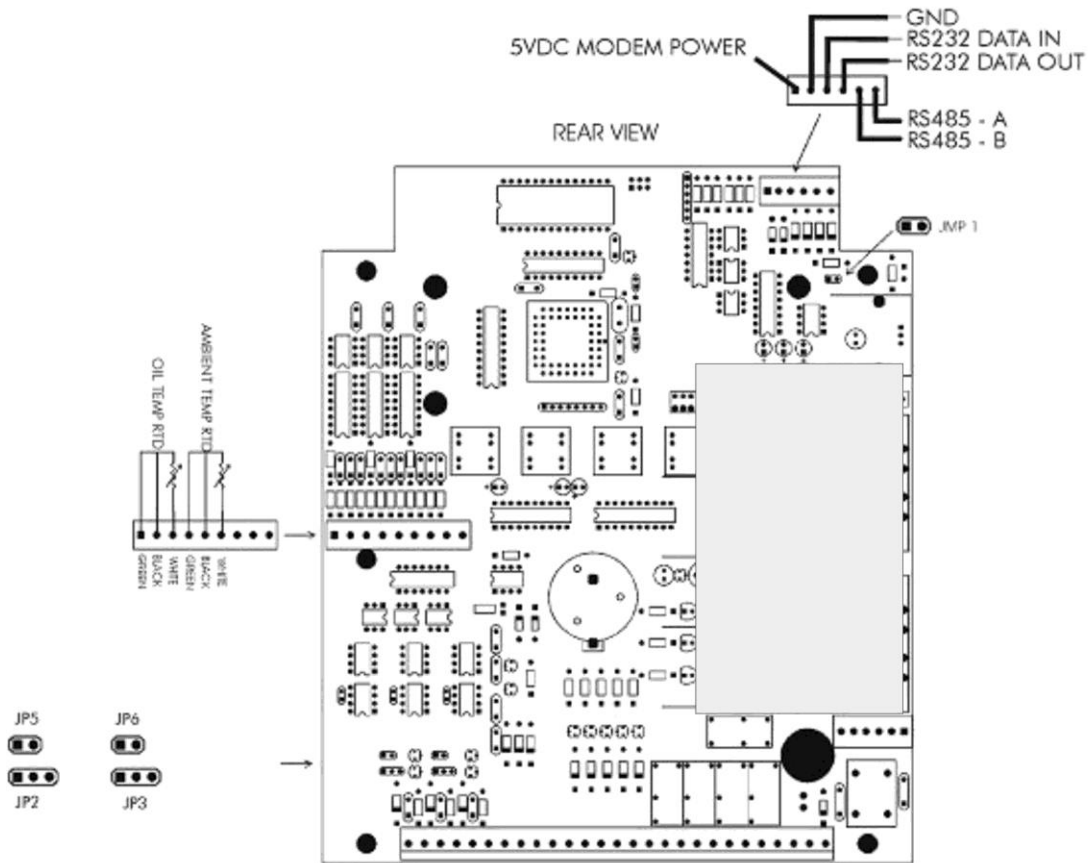 GND
RS232 DATA IN
5VDC MODEM POWER
RS232 DATA OUT
RS485 - A
RS485 - B
REAR VIEW
JMP 1
OIL TEMP RTD
AMBIENT TEMP RTD
GREEN
BLACK
WHITE
GREEN
BLACK
WHITE
JP5
JP6
JP2
JP3